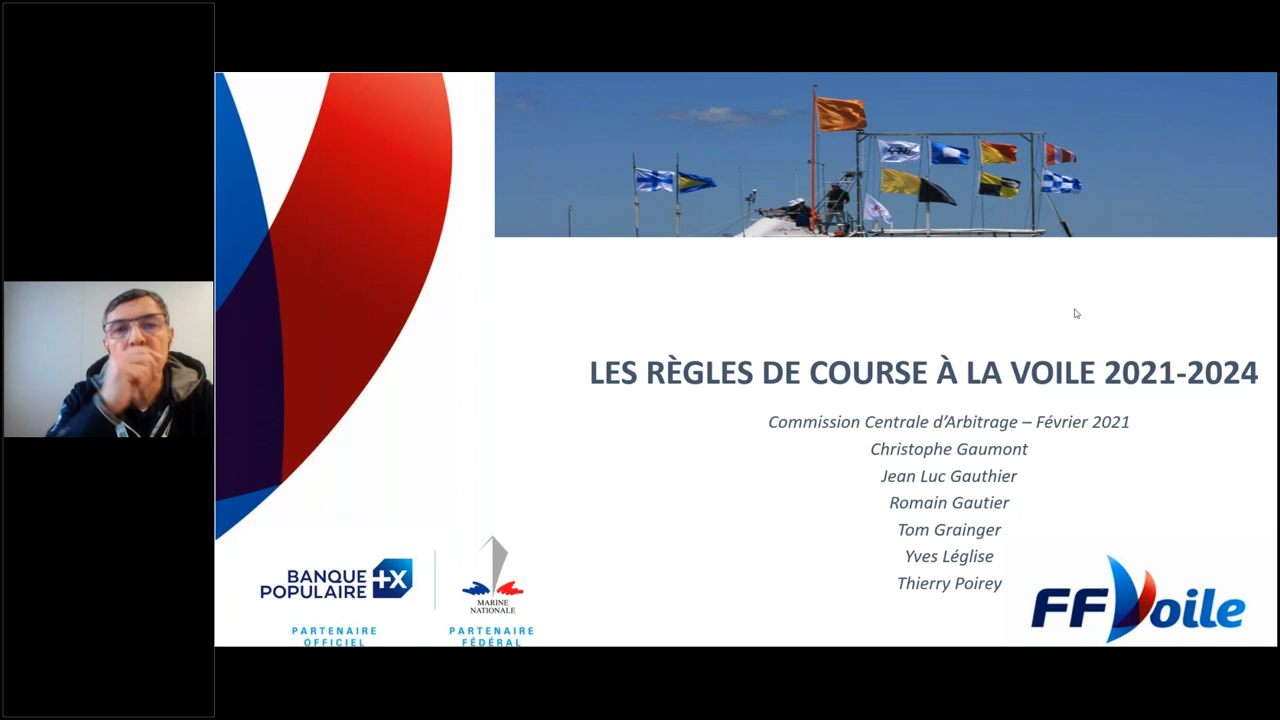 LES RÈGLES DE COURSE À LA VOILE 2021-2024
Commission Centrale d’Arbitrage – Février 2021
Christophe Gaumont
Jean Luc Gauthier
Romain Gautier
Tom Grainger
Yves Léglise
Thierry Poirey
BANQUE
POPULAIRE
+X
PARTENAIRE
OFFICIEL
MARINE
NATIONALE
PARTENAIRE
FÉDÉRAL
FFVoile